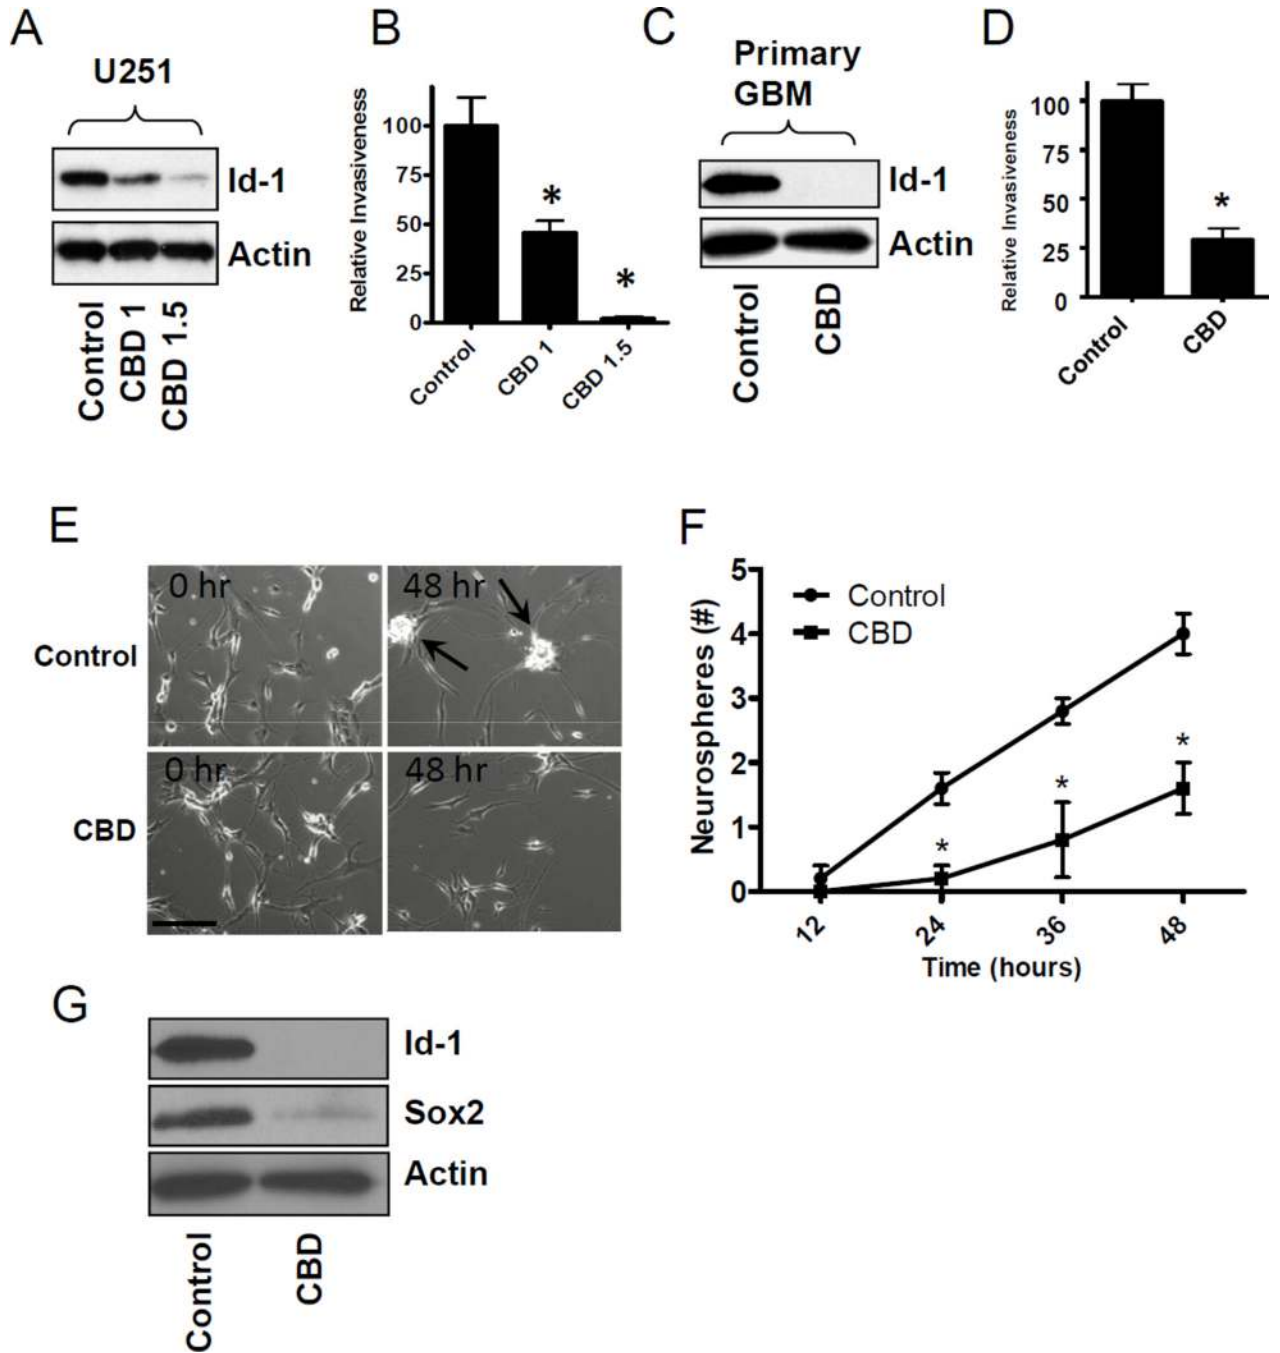 A
U251
Id-1
Actin
Control
CBD 1
CBD 1.5
B
Relative Invasiveness
100
75
50
25
0
*
*
Control
CBD 1
CBD 1.5
C
Primary
GBM
Id-1
Actin
Control
CBD
D
Relative Invasiveness
100
75
50
25
0
*
Control
CBD
E
0 hr
48 hr
Control
0 hr
48 hr
CBD
F
Neurospheres (#)
5
4
3
2
1
0
Control
CBD
*
*
*
12
24
36
48
Time (hours)
G
Id-1
Sox2
Actin
Control
CBD